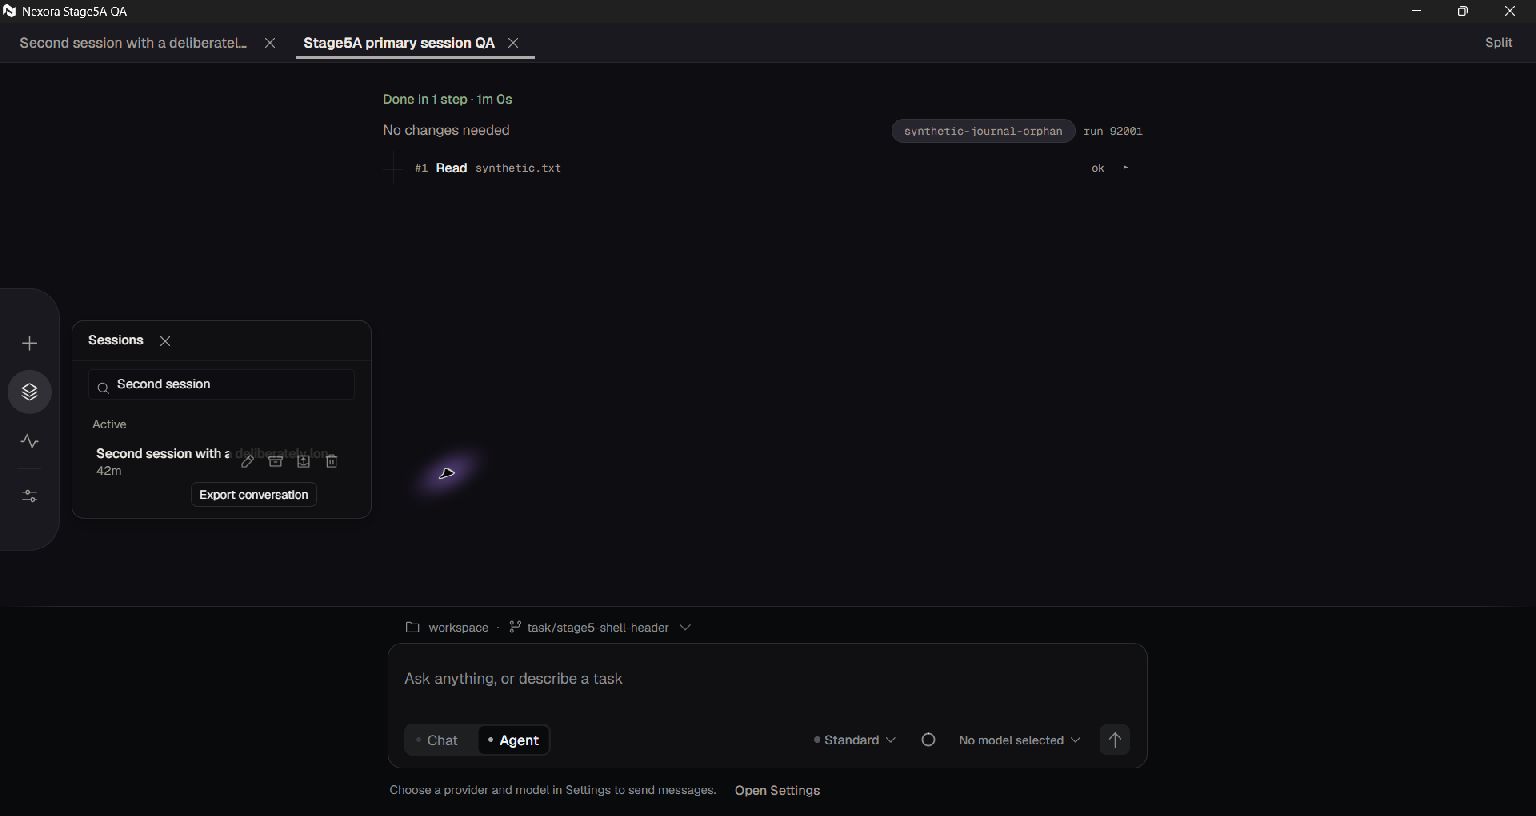 Nexora Stage5A QA
Second session with a deliberatel...
Stage5A primary session QA
Split
Done in 1 step · 1m 0s
No changes needed
synthetic-journal-orphan run 92001
#1 Read synthetic.txt
ok
Sessions
Second session
Active
Second session with a deliberately lon...
42m
Export conversation
workspace · task/stage5-shell-header
Ask anything, or describe a task
Chat
Agent
Standard
No model selected
Choose a provider and model in Settings to send messages. Open Settings